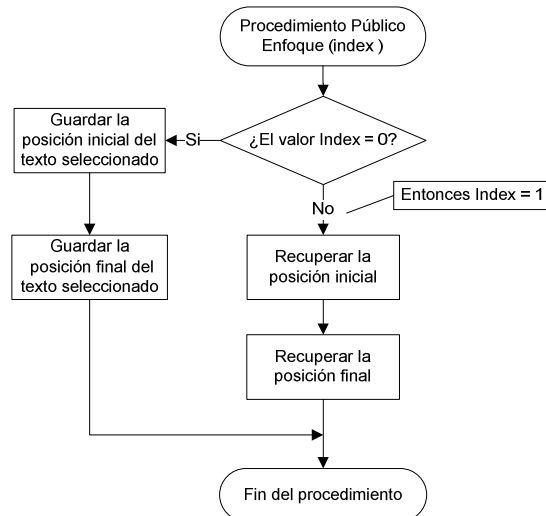 Procedimiento Público
Enfoque (index )
¿El valor Index = 0?
Si
Guardar la
posición inicial del
texto seleccionado
Guardar la
posición final del
texto seleccionado
No
Entonces Index = 1
Recuperar la
posición inicial
Recuperar la
posición final
Fin del procedimiento